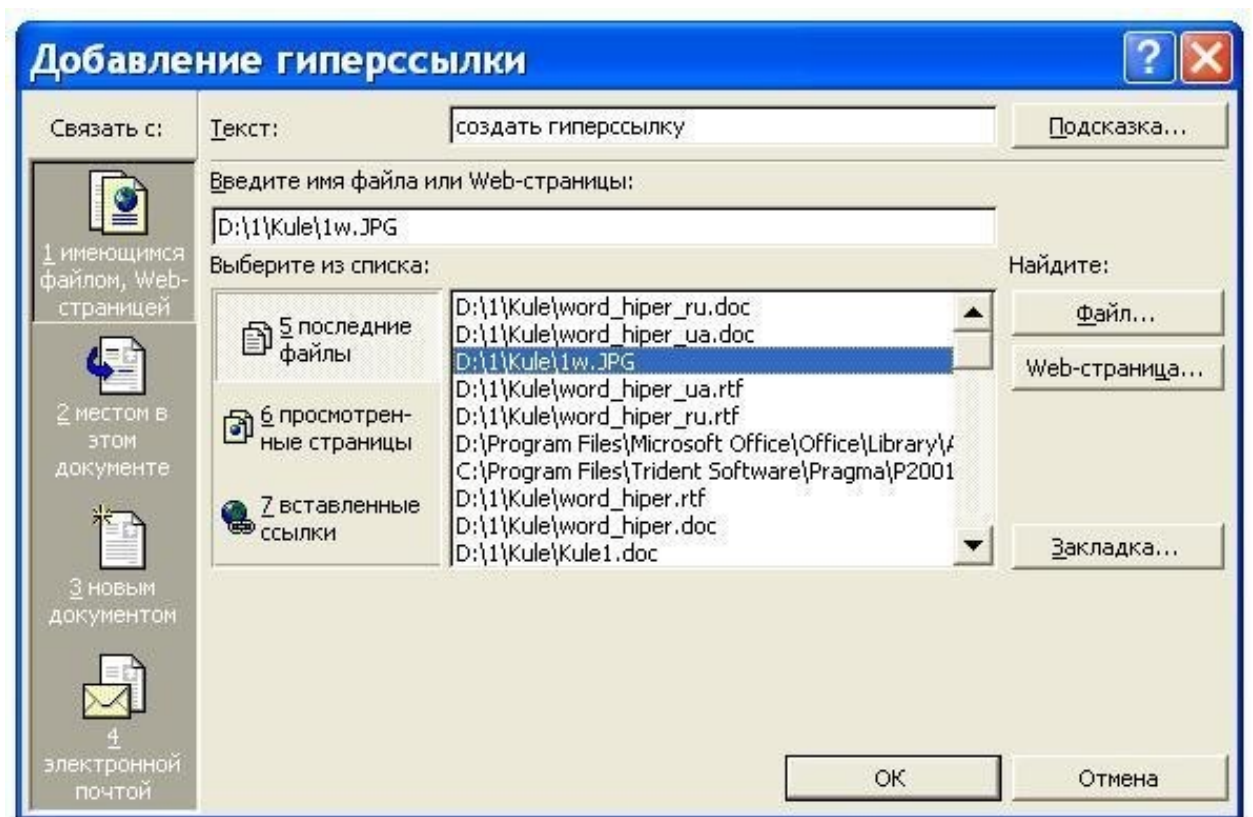 Добавление гиперссылки
Связать с:
Текст:
создать гиперссылку
Подсказка...
1 имеющимся
файлом, Web-
страницей
2 местом в
этом
документе
3 новым
документом
4
электронной
почтой
Введите имя файла или Web-страницы:
D:\1\Kule\1w.JPG
Выберите из списка:
5 последние
файлы
6 просмотрен-
ные страницы
7 вставленные
ссылки
D:\1\Kule\word_hiper_ru.doc
D:\1\Kule\word_hiper_ua.doc
D:\1\Kule\1w.JPG
D:\1\Kule\word_hiper_ua.rtf
D:\1\Kule\word_hiper_ru.rtf
D:\Program Files\Microsoft Office\Office\Library\A
C:\Program Files\Trident Software\Pragma\P2001
D:\1\Kule\word_hiper.rtf
D:\1\Kule\word_hiper.doc
D:\1\Kule\Kule1.doc
Найдите:
Файл...
Web-страница...
Закладка...
ОК
Отмена